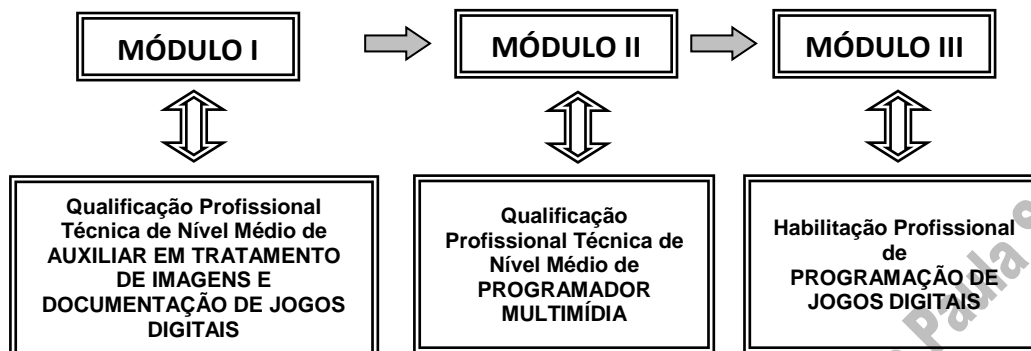 MÓDULO I
MÓDULO II
MÓDULO III
Qualificação Profissional
Técnica de Nível Médio de
AUXILIAR EM TRATAMENTO
DE IMAGENS E
DOCUMENTAÇÃO DE JOGOS
DIGITAIS
Qualificação
Profissional Técnica de
Nível Médio de
PROGRAMADOR
MULTIMÍDIA
Habilitação Profissional
de
PROGRAMAÇÃO DE
JOGOS DIGITAIS
Paula